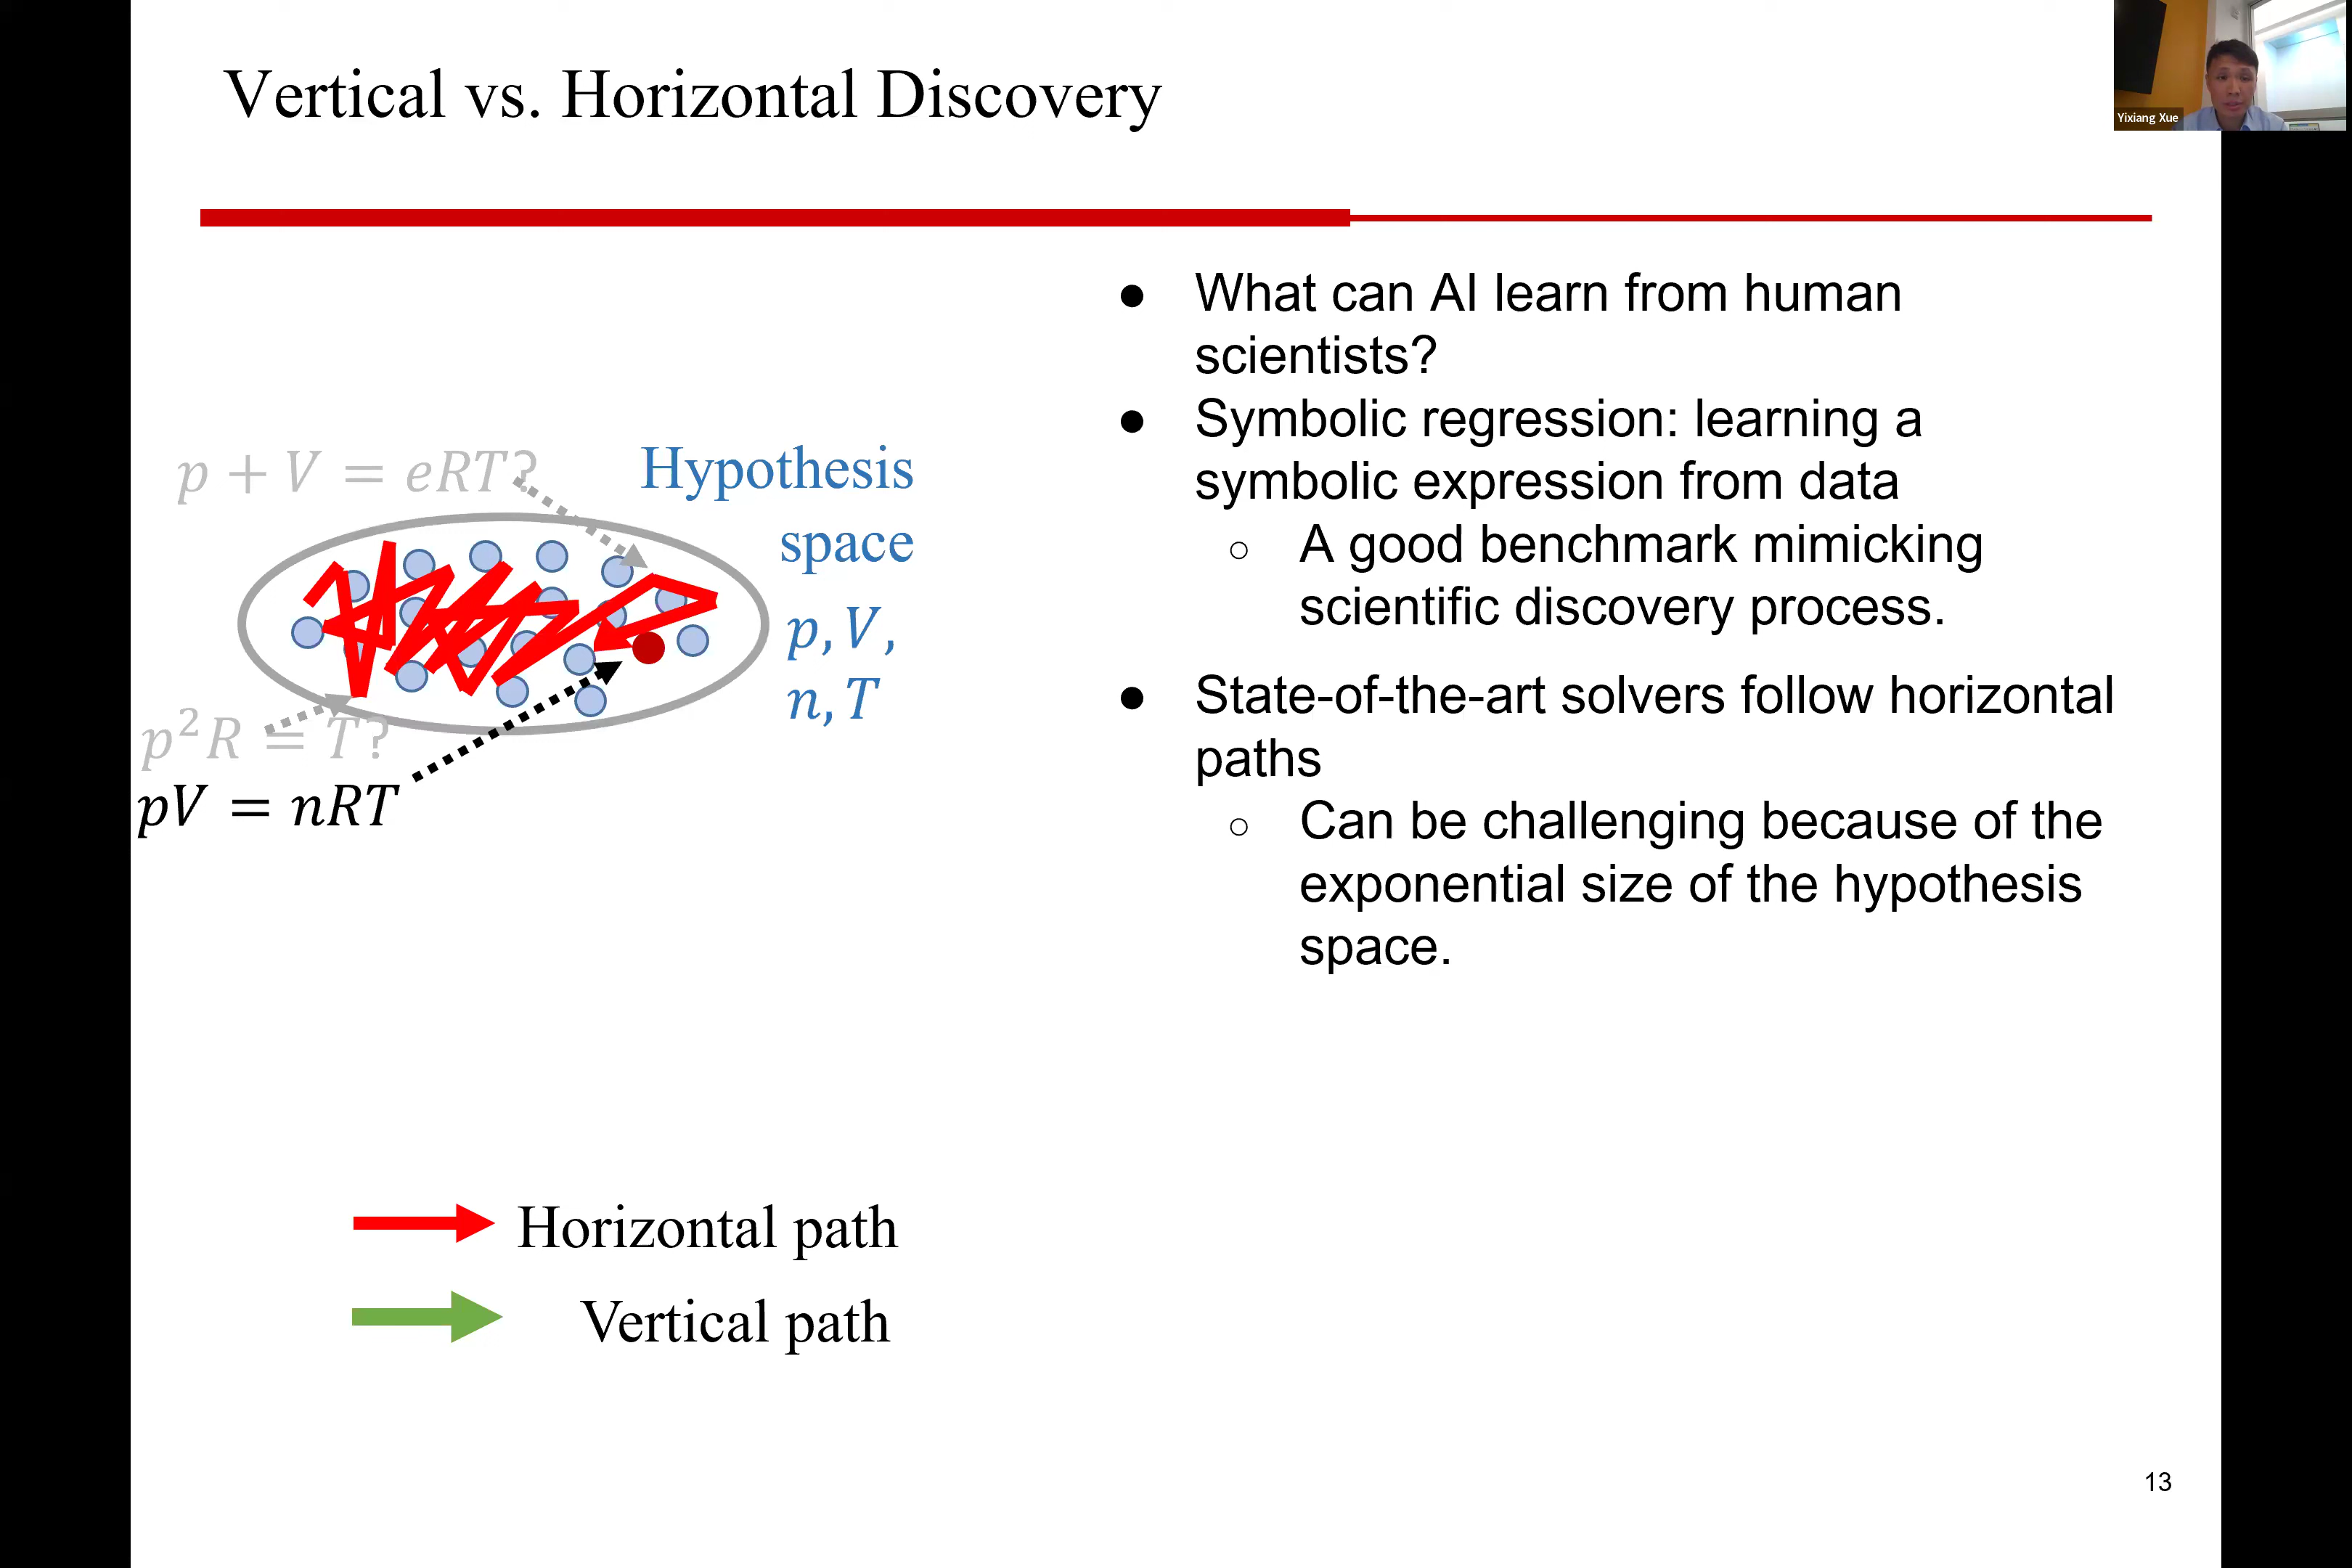 Vertical vs. Horizontal Discovery
Yixiang Xue
p + V = eRT?
Hypothesis
space
p, V,
n, T
p²R = T?
pV = nRT
Horizontal path
Vertical path
● What can AI learn from human
scientists?
● Symbolic regression: learning a
symbolic expression from data
○ A good benchmark mimicking
scientific discovery process.
● State-of-the-art solvers follow horizontal
paths
○ Can be challenging because of the
exponential size of the hypothesis
space.
13